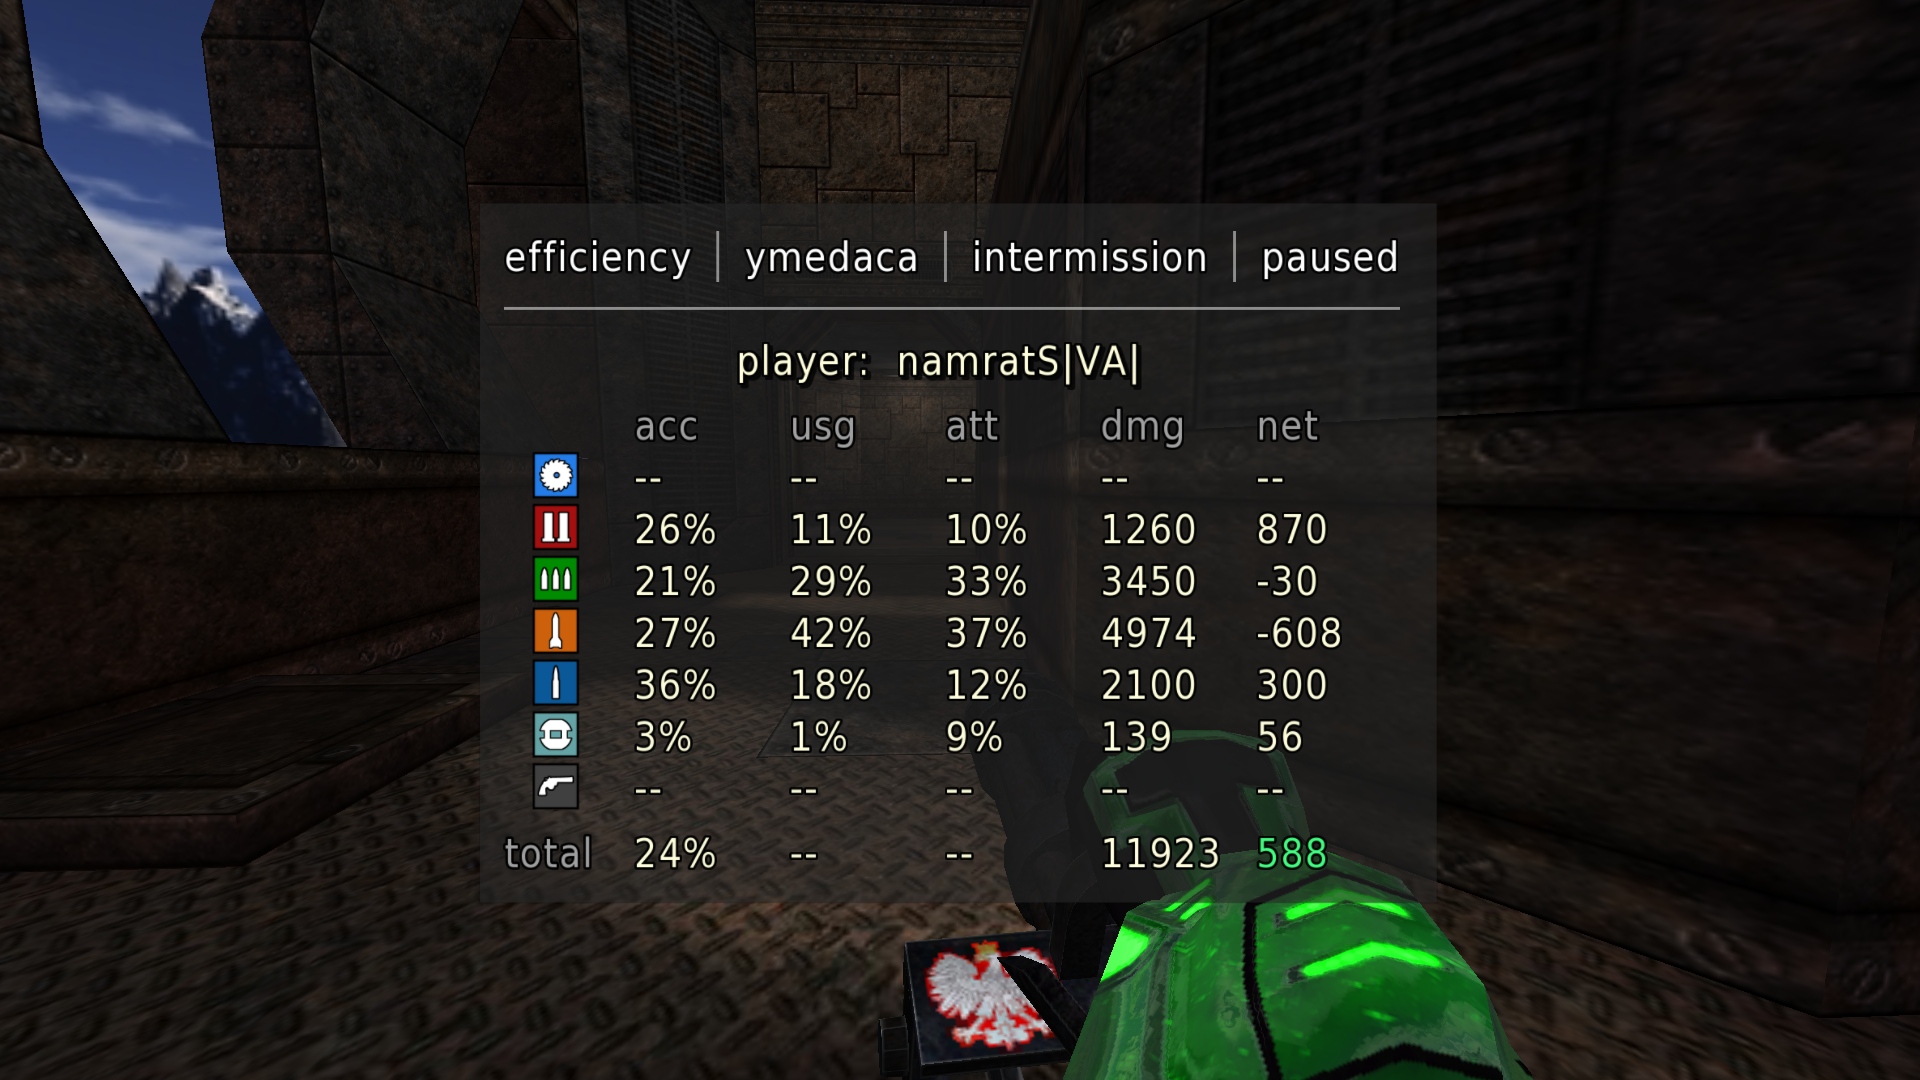 efficiency | ymedaca | intermission | paused
player: namratS|VA|
acc usg att dmg net
-- -- -- -- --
26% 11% 10% 1260 870
21% 29% 33% 3450 -30
27% 42% 37% 4974 -608
36% 18% 12% 2100 300
3% 1% 9% 139 56
-- -- -- -- --
total 24% -- -- 11923 588